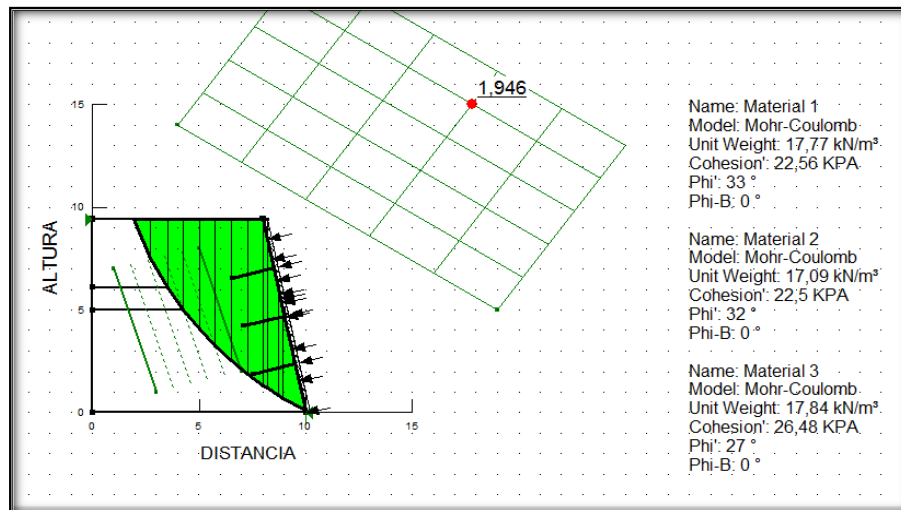 1,946
15
10
5
0
ALTURA
0
5
10
15
DISTANCIA
Name: Material 1
Model: Mohr-Coulomb
Unit Weight: 17,77 kN/m³
Cohesion': 22,56 KPA
Phi': 33 °
Phi-B: 0 °
Name: Material 2
Model: Mohr-Coulomb
Unit Weight: 17,09 kN/m³
Cohesion': 22,5 KPA
Phi': 32 °
Phi-B: 0 °
Name: Material 3
Model: Mohr-Coulomb
Unit Weight: 17,84 kN/m³
Cohesion': 26,48 KPA
Phi': 27 °
Phi-B: 0 °